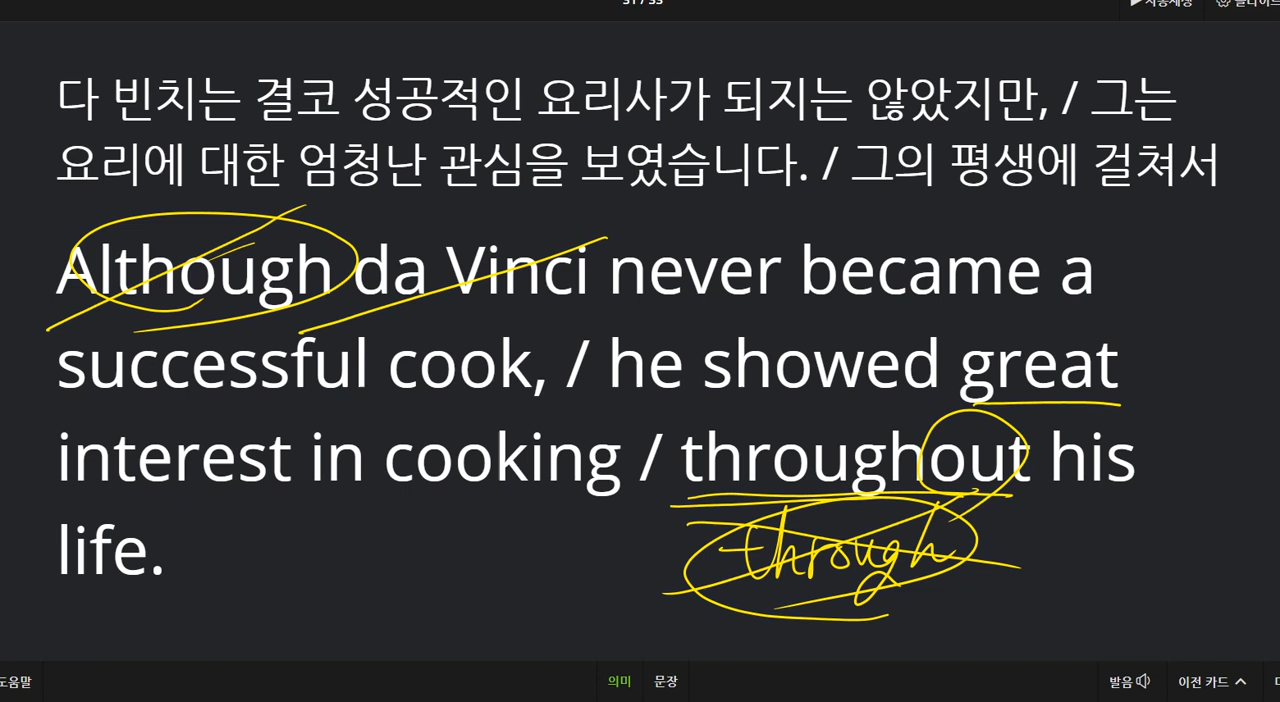 다 빈치는 결코 성공적인 요리사가 되지는 않았지만, / 그는
요리에 대한 엄청난 관심을 보였습니다. / 그의 평생에 걸쳐서
Although da Vinci never became a
successful cook, / he showed great
interest in cooking / throughout his
life.
through
도움말 의미 문장 발음 이전 카드